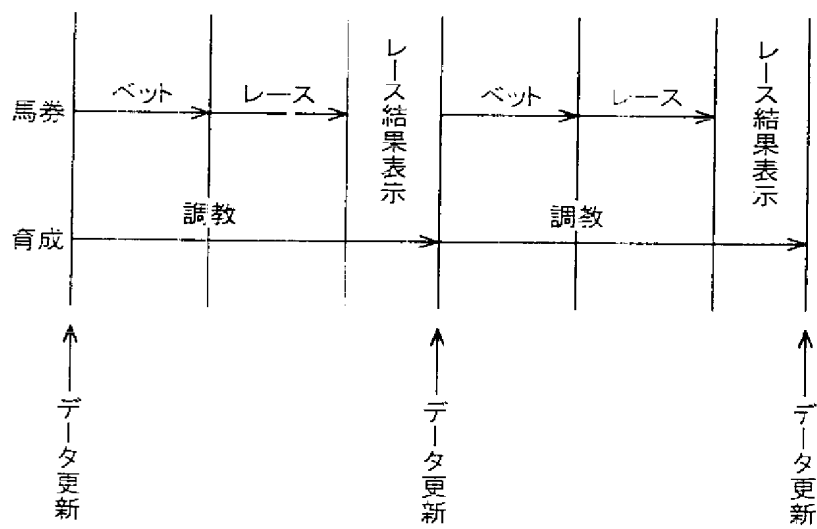 馬券
ベット
レース
レース結果表示
ベット
レース
レース結果表示
育成
調教
調教
データ更新
データ更新
データ更新